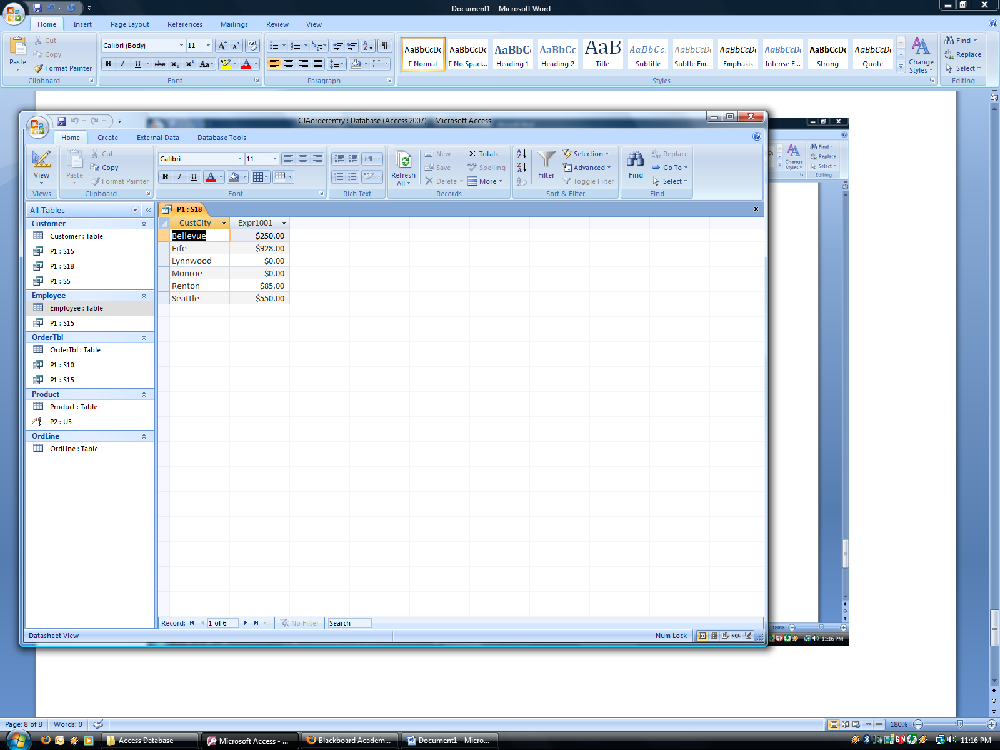 Document1 - Microsoft Word
Home Insert Page Layout References Mailings Review View
Paste Cut Copy Format Painter
Clipboard
Calibri (Body) 11
B I U abc X₂ X² Aa ab A
Font
Paragraph
AaBbCcDc AaBbCcDc AaBbC AaBbCc AaB AaBbCc. AaBbCcDc AaBbCcDc AaBbCcDc AaBbCcDc AaBbCcDc
¶ Normal ¶ No Spaci... Heading 1 Heading 2 Title Subtitle Subtle Em... Emphasis Intense E... Strong Quote
Change Styles
Styles
Find Replace Select
Editing
CJAorderentry : Database (Access 2007) - Microsoft Access
Home Create External Data Database Tools
View
Views
Paste Cut Copy Format Painter
Clipboard
Calibri 11
B I U A
Font
Rich Text
Refresh All
New Save Delete
Σ Totals Spelling More
Records
Filter
Selection Advanced Toggle Filter
Sort & Filter
Find
Replace Go To Select
Find
Change Styles
Find Replace Select
Editing
All Tables
Customer
Customer : Table
P1 : S15
P1 : S18
P1 : S5
Employee
Employee : Table
P1 : S15
OrderTbl
OrderTbl : Table
P1 : S10
P1 : S15
Product
Product : Table
P2 : U5
OrdLine
OrdLine : Table
P1 : S18
CustCity Expr1001
Bellevue $250.00
Fife $928.00
Lynnwood $0.00
Monroe $0.00
Renton $85.00
Seattle $550.00
Record: 1 of 6 No Filter Search
Datasheet View Num Lock SQL
180%
11:16 PM
Page: 8 of 8 Words: 0 180%
Access Database Microsoft Access - ... Blackboard Academ... Document1 - Micro... 11:16 PM